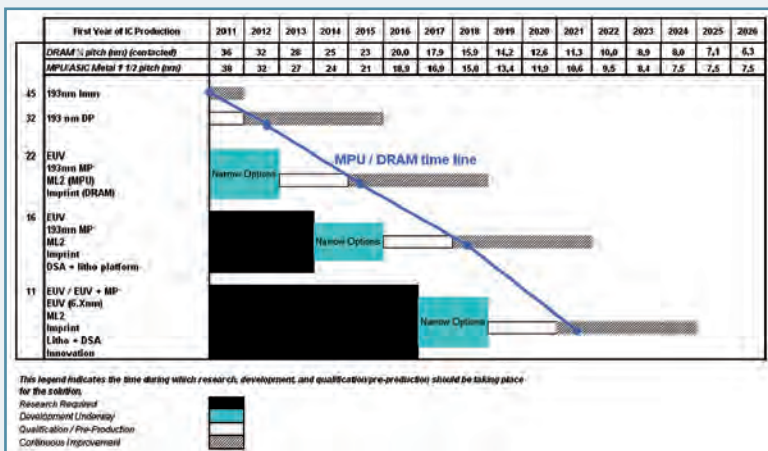 First Year of IC Production 2011 2012 2013 2014 2015 2016 2017 2018 2019 2020 2021 2022 2023 2024 2025 2026
DRAM ½ pitch (nm) (contacted) 36 32 28 25 23 20,0 17,9 15,9 14,2 12,6 11,3 10,0 8,9 8,0 7,1 6,3
MPU/ASIC Metal 1 1/2 pitch (nm) 38 32 27 24 21 18,9 16,9 15,0 13,4 11,9 10,6 9,5 8,4 7,5 7,5 7,5
45 193nm Imm
32 193 nm DP
22 EUV
193nm MP
ML2 (MPU)
Imprint (DRAM)
Narrow Options
MPU / DRAM time line
16 EUV
193nm MP
ML2
Imprint
DSA + litho platform
Narrow Options
11 EUV / EUV + MP
EUV (6.Xnm)
ML2
Imprint
Litho + DSA
Innovation
Narrow Options
This legend indicates the time during which research, development, and qualification/pre-production should be taking place
for the solution.
Research Required
Development Underway
Qualification / Pre-Production
Continuous Improvement